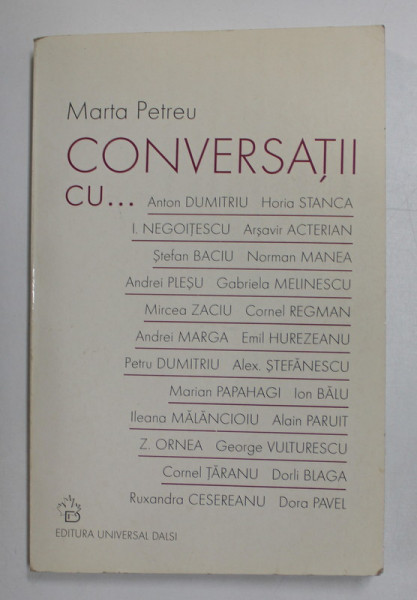 Marta Petreu
CONVERSAȚII
CU... Anton DUMITRIU Horia STANCA
I. NEGOIȚESCU Arșavir ACTERIAN
Ștefan BACIU Norman MANEA
Andrei PLEȘU Gabriela MELINESCU
Mircea ZACIU Cornel REGMAN
Andrei MARGA Emil HUREZEANU
Petru DUMITRIU Alex. ȘTEFĂNESCU
Marian PAPAHAGI Ion BĂLU
Ileana MĂLĂNCIOIU Alain PARUIT
Z. ORNEA George VULTURESCU
Cornel ȚĂRANU Dorli BLAGA
Ruxandra CESEREANU Dora PAVEL
EDITURA UNIVERSAL DALSI